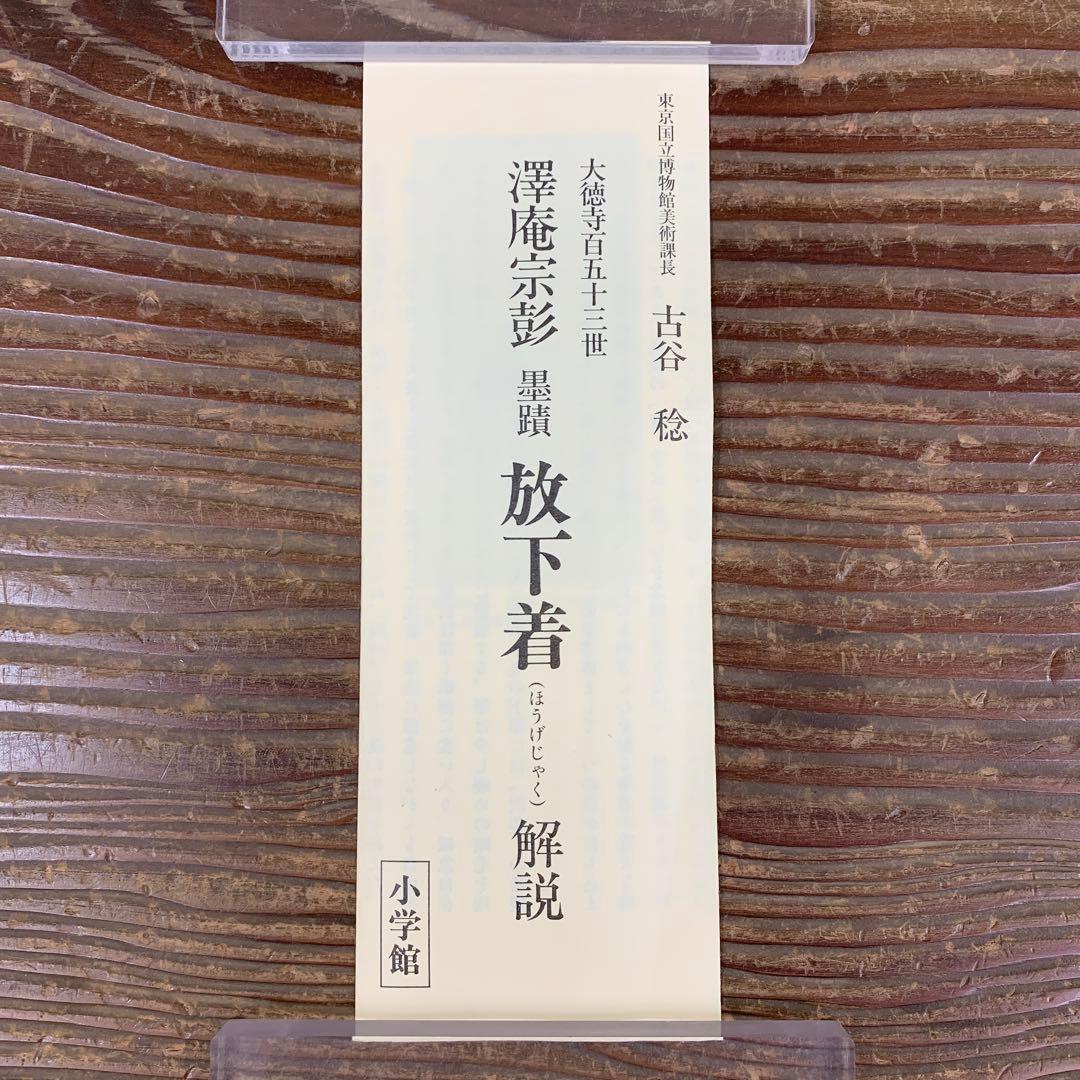 東京国立博物館美術課長 古谷 稔
大徳寺百五十三世
澤庵宗彭 墨蹟 放下着(ほうげじゃく)解説
小学館